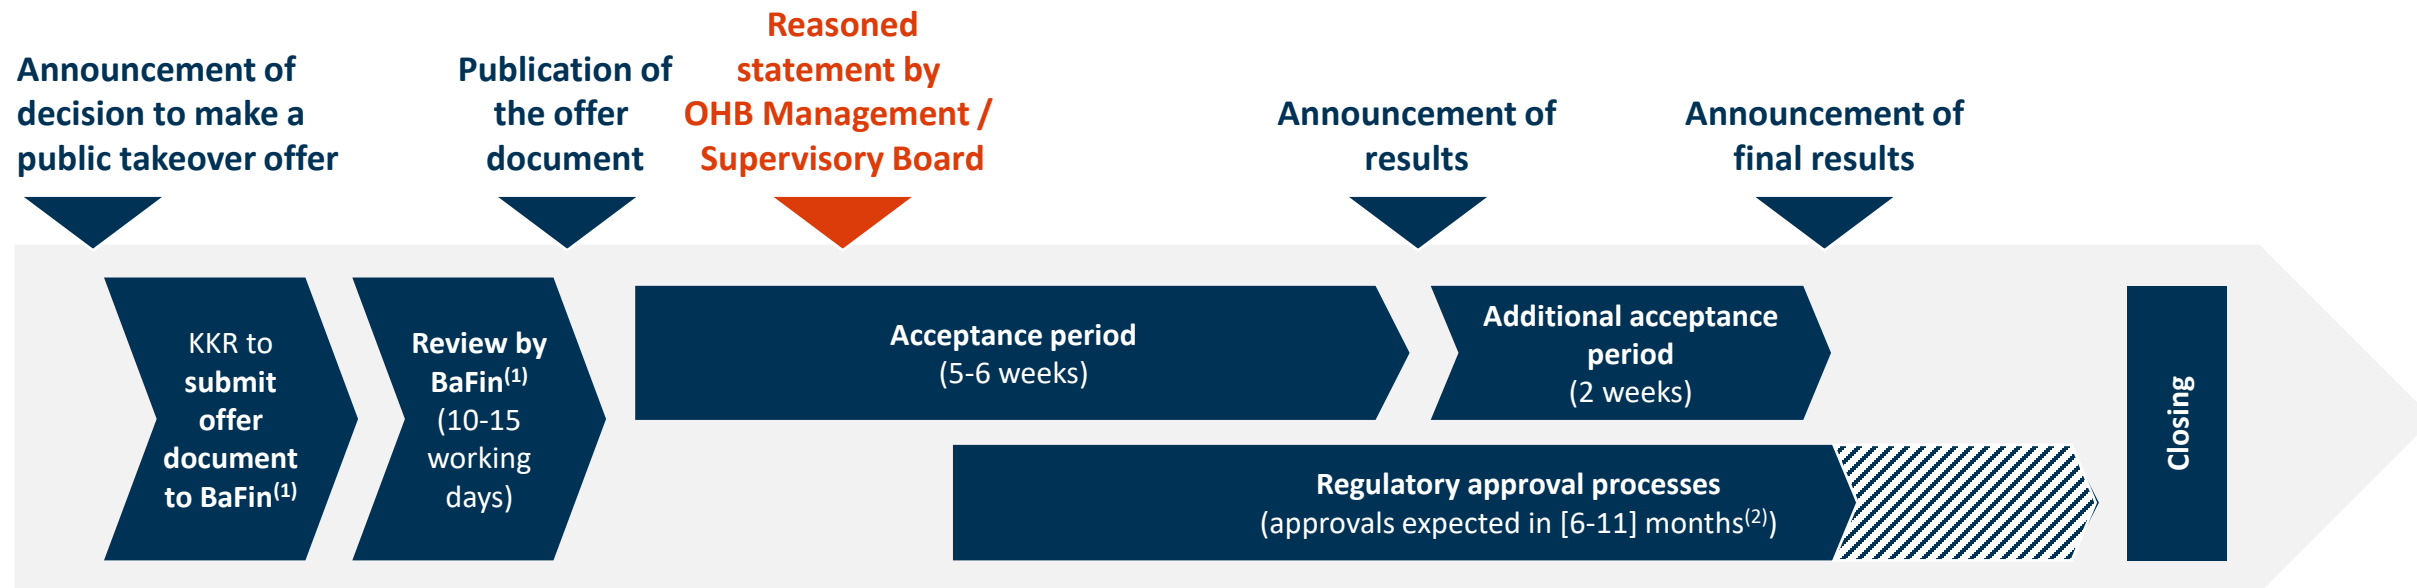 Announcement of
decision to make a
public takeover offer
Publication of
the offer
document
Reasoned
statement by
OHB Management /
Supervisory Board
Announcement of
results
Announcement of
final results
KKR to
submit
offer
document
to BaFin(1)
Review by
BaFin(1)
(10-15
working
days)
Acceptance period
(5-6 weeks)
Additional acceptance
period
(2 weeks)
Regulatory approval processes
(approvals expected in [6-11] months(2))
Closing